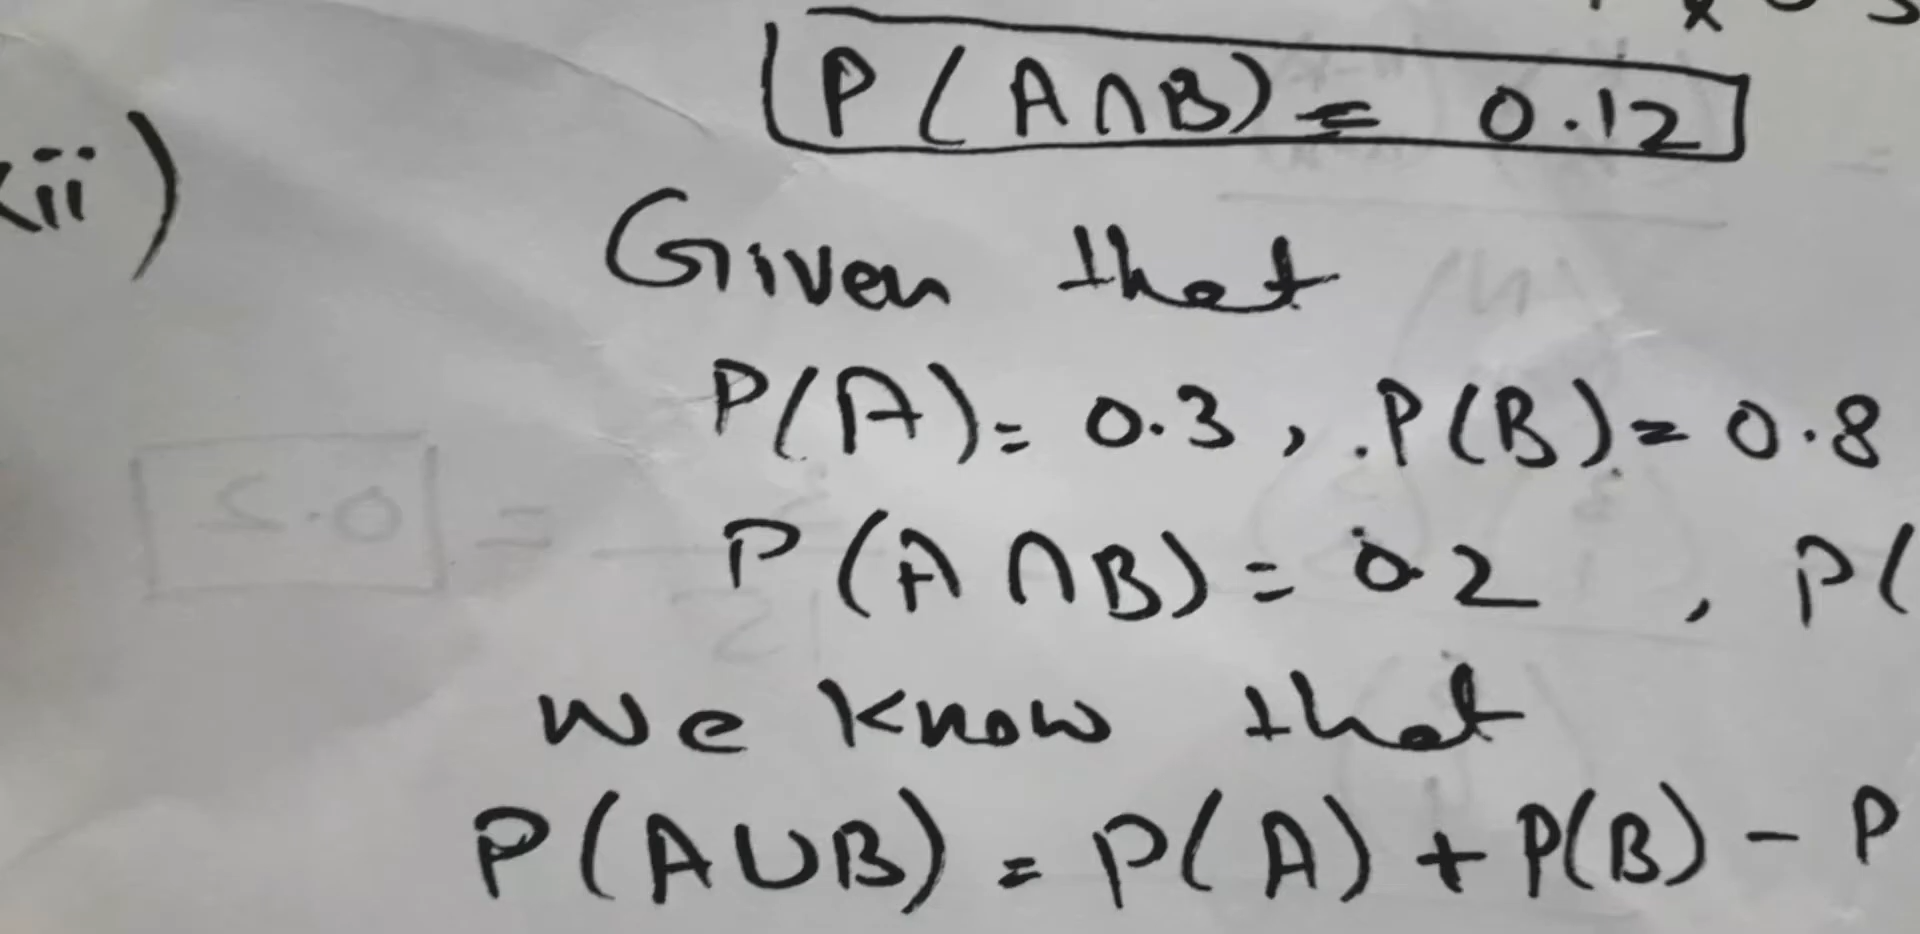 P(A∩B) = 0.12
ii)
Given that
P(A) = 0.3, P(B) = 0.8
P(A∩B) = 0.2, P(
We know that
P(A∪B) = P(A) + P(B) - P